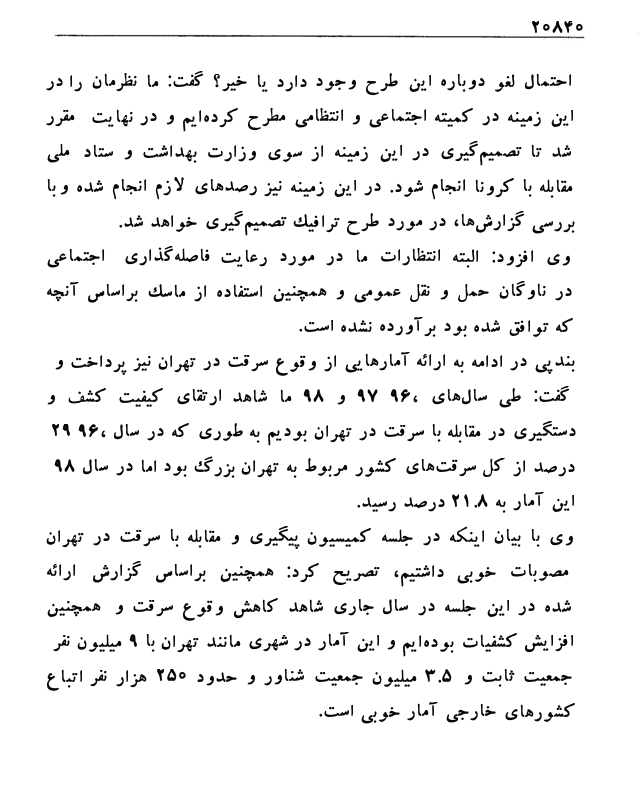 ۲۰۸۴۰
احتمال لغو دوباره این طرح وجود دارد یا خیر؟ گفت: ما نظرمان را در
این زمینه در کمیته اجتماعی و انتظامی مطرح کرده‌ایم و در نهایت مقرر
شد تا تصمیم‌گیری در این زمینه از سوی وزارت بهداشت و ستاد ملی
مقابله با کرونا انجام شود. در این زمینه نیز رصدهای لازم انجام شده و با
بررسی گزارش‌ها، در مورد طرح ترافیك تصمیم‌گیری خواهد شد.
وی افزود: البته انتظارات ما در مورد رعایت فاصله‌گذاری اجتماعی
در ناوگان حمل و نقل عمومی و همچنین استفاده از ماسك براساس آنچه
که توافق شده بود برآورده نشده است.
بندپی در ادامه به ارائه آمارهایی از وقوع سرقت در تهران نیز پرداخت و
گفت: طی سال‌های ،۹۶ ۹۷ و ۹۸ ما شاهد ارتقای کیفیت کشف و
دستگیری در مقابله با سرقت در تهران بودیم به طوری که در سال ،۹۶ ۲۹
درصد از کل سرقت‌های کشور مربوط به تهران بزرگ بود اما در سال ۹۸
این آمار به ۲۱.۸ درصد رسید.
وی با بیان اینکه در جلسه کمیسیون پیگیری و مقابله با سرقت در تهران
مصوبات خوبی داشتیم، تصریح کرد: همچنین براساس گزارش ارائه
شده در این جلسه در سال جاری شاهد کاهش وقوع سرقت و همچنین
افزایش کشفیات بوده‌ایم و این آمار در شهری مانند تهران با ۹ میلیون نفر
جمعیت ثابت و ۳.۵ میلیون جمعیت شناور و حدود ۲۵۰ هزار نفر اتباع
کشورهای خارجی آمار خوبی است.